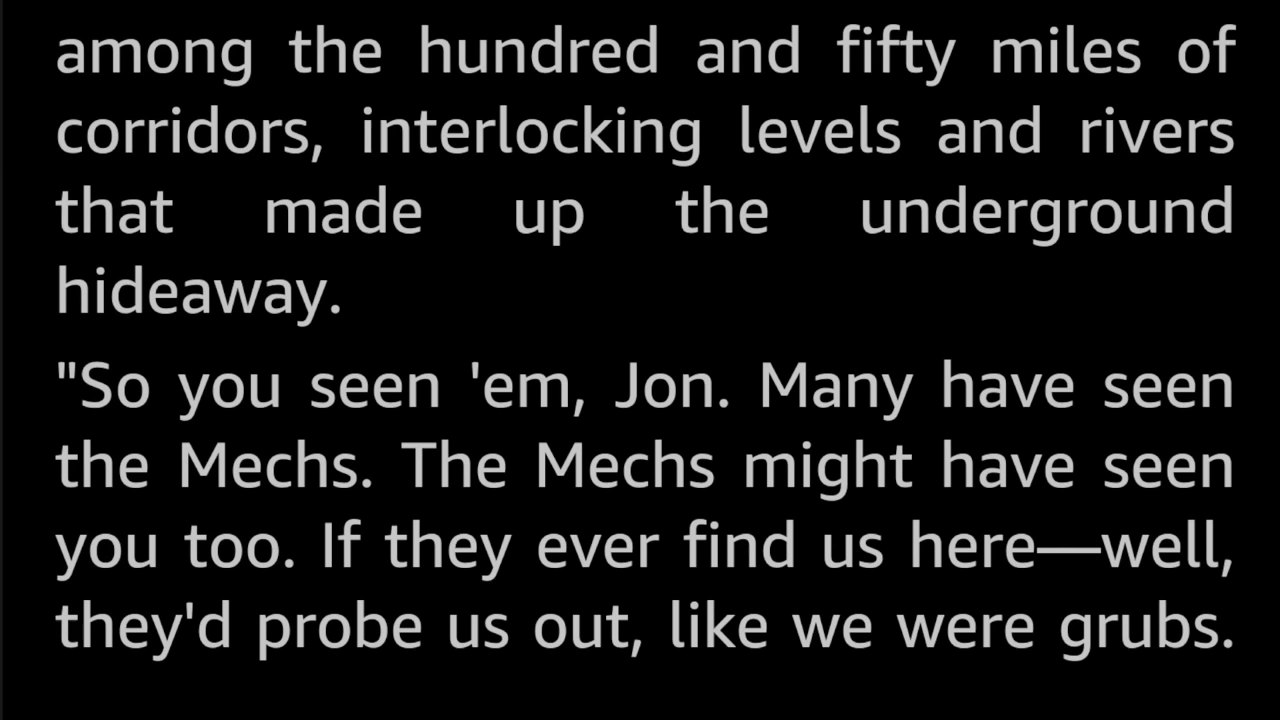 among the hundred and fifty miles of
corridors, interlocking levels and rivers
that made up the underground
hideaway.
"So you seen 'em, Jon. Many have seen
the Mechs. The Mechs might have seen
you too. If they ever find us here—well,
they'd probe us out, like we were grubs.